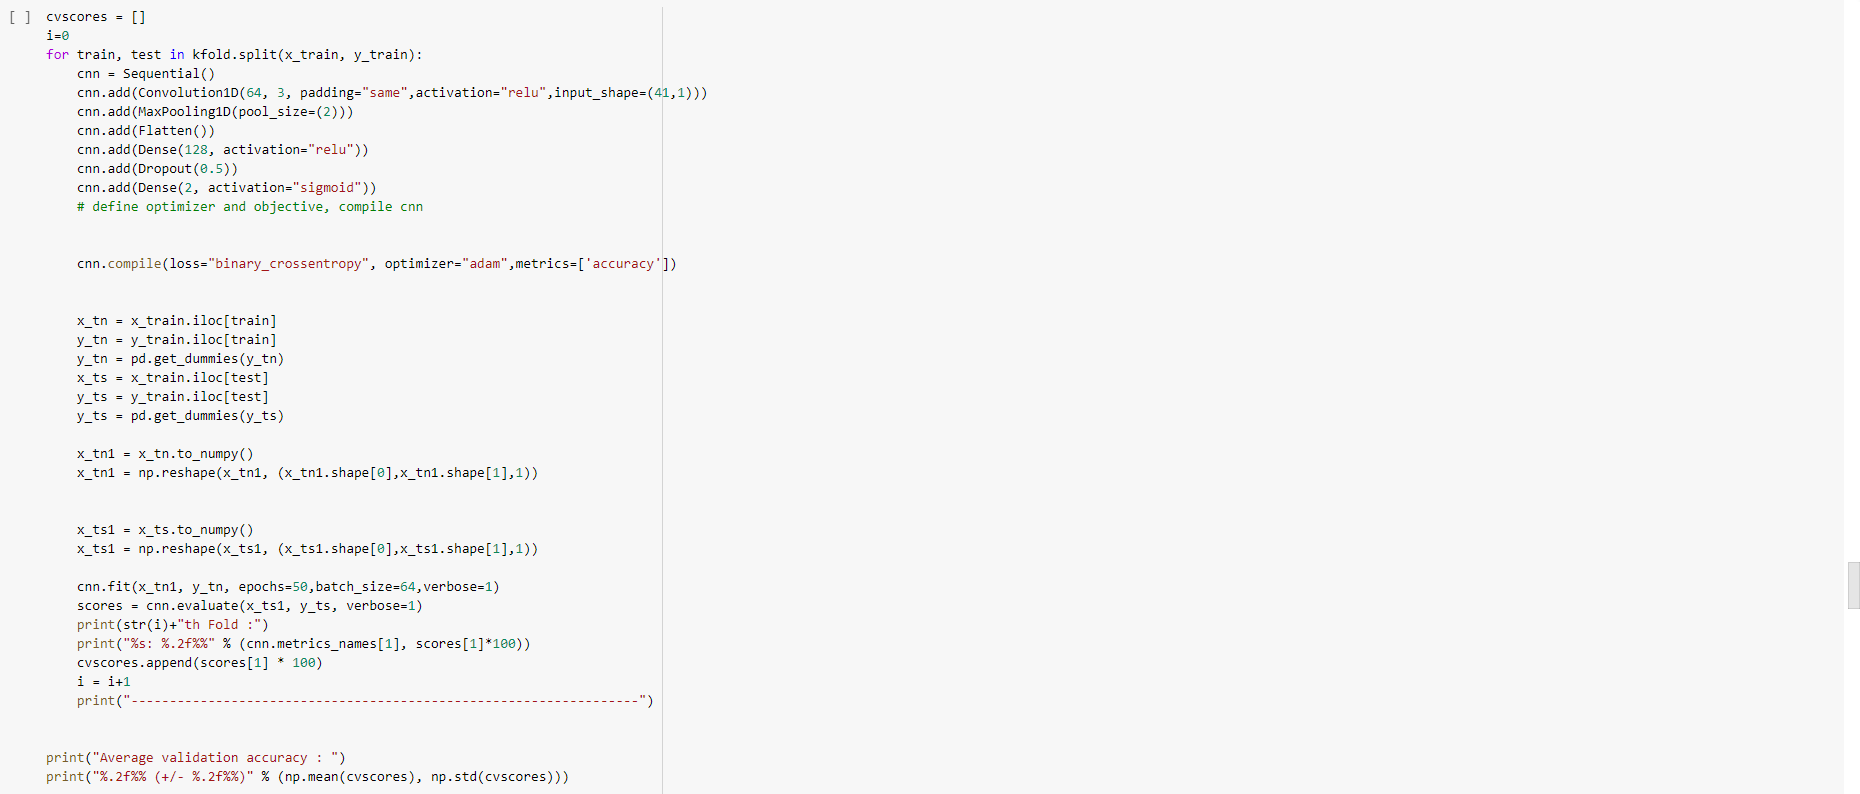 [ ] cvscores = []
i=0
for train, test in kfold.split(x_train, y_train):
    cnn = Sequential()
    cnn.add(Convolution1D(64, 3, padding="same",activation="relu",input_shape=(41,1)))
    cnn.add(MaxPooling1D(pool_size=(2)))
    cnn.add(Flatten())
    cnn.add(Dense(128, activation="relu"))
    cnn.add(Dropout(0.5))
    cnn.add(Dense(2, activation="sigmoid"))
    # define optimizer and objective, compile cnn
    cnn.compile(loss="binary_crossentropy", optimizer="adam",metrics=['accuracy'])
    x_tn = x_train.iloc[train]
    y_tn = y_train.iloc[train]
    y_tn = pd.get_dummies(y_tn)
    x_ts = x_train.iloc[test]
    y_ts = y_train.iloc[test]
    y_ts = pd.get_dummies(y_ts)
    x_tn1 = x_tn.to_numpy()
    x_tn1 = np.reshape(x_tn1, (x_tn1.shape[0],x_tn1.shape[1],1))
    x_ts1 = x_ts.to_numpy()
    x_ts1 = np.reshape(x_ts1, (x_ts1.shape[0],x_ts1.shape[1],1))
    cnn.fit(x_tn1, y_tn, epochs=50,batch_size=64,verbose=1)
    scores = cnn.evaluate(x_ts1, y_ts, verbose=1)
    print(str(i)+"th Fold :")
    print("%s: %.2f%%" % (cnn.metrics_names[1], scores[1]*100))
    cvscores.append(scores[1] * 100)
    i = i+1
    print("------------------------------------------------------------------")
print("Average validation accuracy : ")
print("%.2f%% (+/- %.2f%%)" % (np.mean(cvscores), np.std(cvscores)))